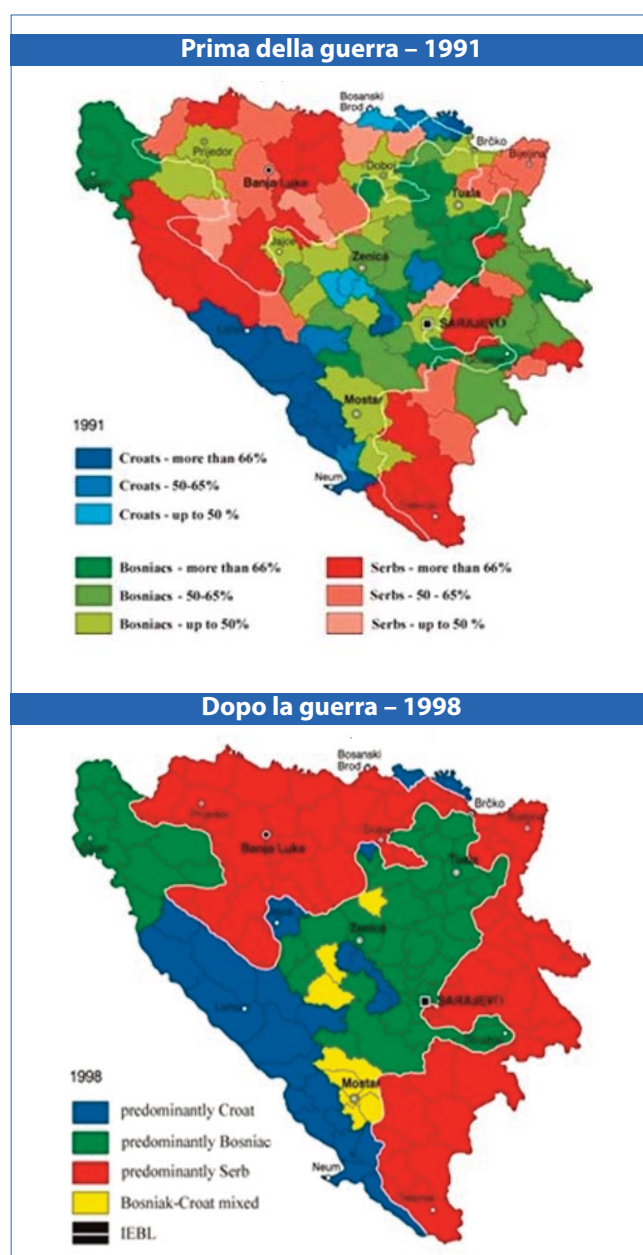 Prima della guerra – 1991
Bosanski
Brod
Prijedor
Doboj
Brčko
Bijeljina
Banja Luka
Tuzla
Jajce
Zenica
SARAJEVO
Mostar
Neum
1991
Croats - more than 66%
Croats - 50-65%
Croats - up to 50 %
Bosniacs - more than 66%
Bosniacs - 50-65%
Bosniacs - up to 50%
Serbs - more than 66%
Serbs - 50 - 65%
Serbs - up to 50 %
Dopo la guerra – 1998
Bosanski
Brod
Prijedor
Brčko
Doboj
Banja Luka
Tuzla
Zenica
SARAJEVO
Livno
Mostar
Neum
1998
predominantly Croat
predominantly Bosniac
predominantly Serb
Bosniak-Croat mixed
IEBL